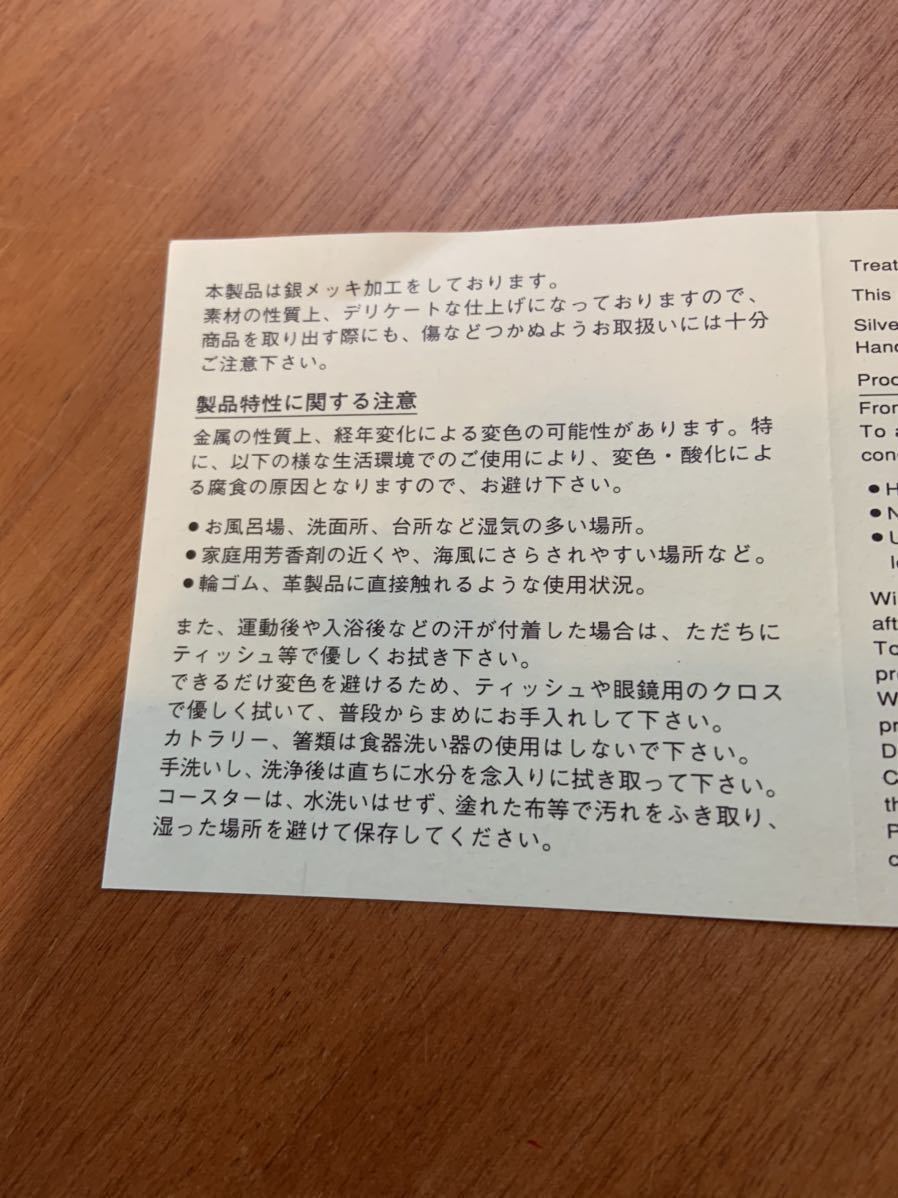 本製品は銀メッキ加工をしております。
素材の性質上、デリケートな仕上げになっておりますので、
商品を取り出す際にも、傷などつかぬようお取扱いには十分
ご注意下さい。
製品特性に関する注意
金属の性質上、経年変化による変色の可能性があります。特
に、以下の様な生活環境でのご使用により、変色・酸化によ
る腐食の原因となりますので、お避け下さい。
●お風呂場、洗面所、台所など湿気の多い場所。
●家庭用芳香剤の近くや、海風にさらされやすい場所など。
●輪ゴム、革製品に直接触れるような使用状況。
また、運動後や入浴後などの汗が付着した場合は、ただちに
ティッシュ等で優しくお拭き下さい。
できるだけ変色を避けるため、ティッシュや眼鏡用のクロス
で優しく拭いて、普段からまめにお手入れして下さい。
カトラリー、箸類は食器洗い器の使用はしないで下さい。
手洗いし、洗浄後は直ちに水分を念入りに拭き取って下さい。
コースターは、水洗いはせず、塗れた布等で汚れをふき取り、
湿った場所を避けて保存してください。
Treat
This
Silve
Hand
Proc
From
To a
cond
● H
● N
● U
l
Wi
aft
To
pr
W
pr
D
C
th
P
c